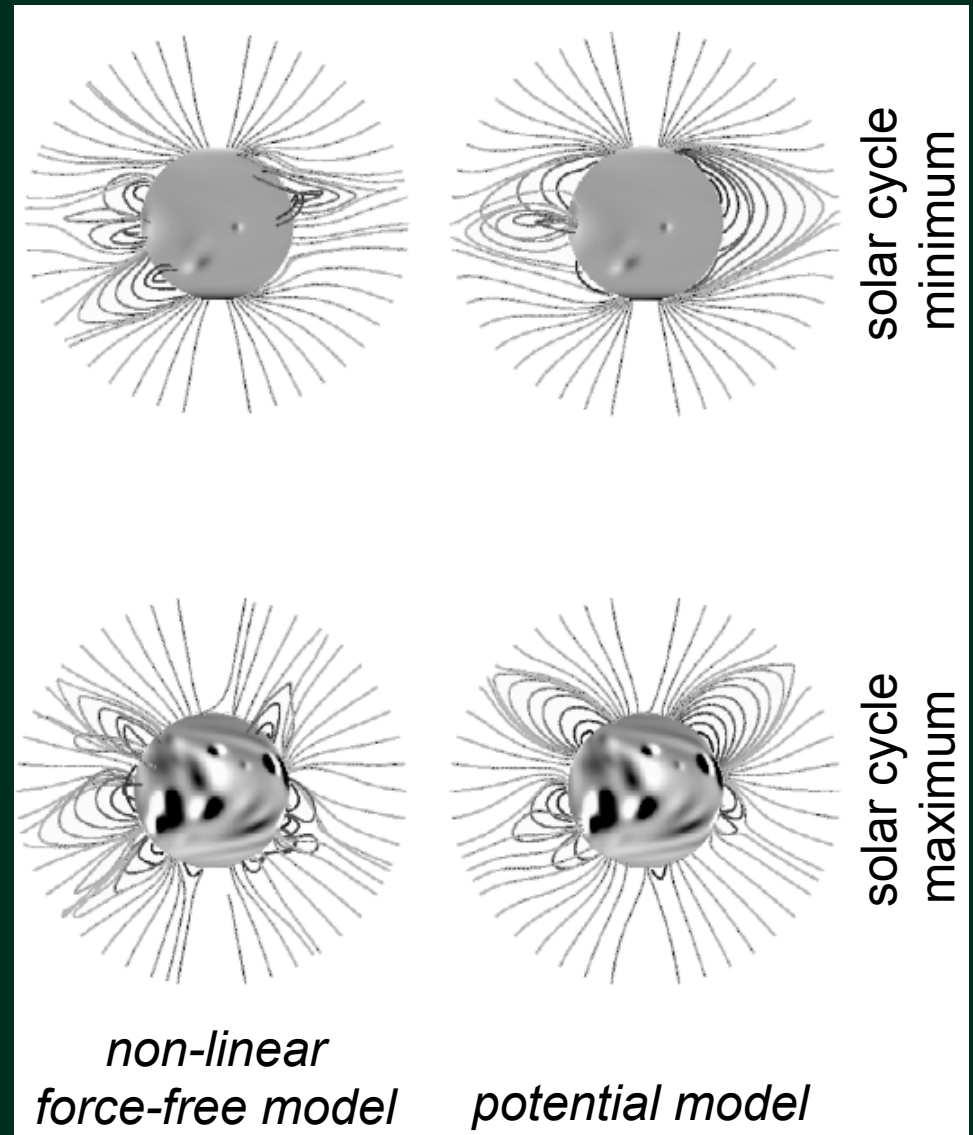 solar cycle
minimum
solar cycle
maximum
non-linear
force-free model
potential model